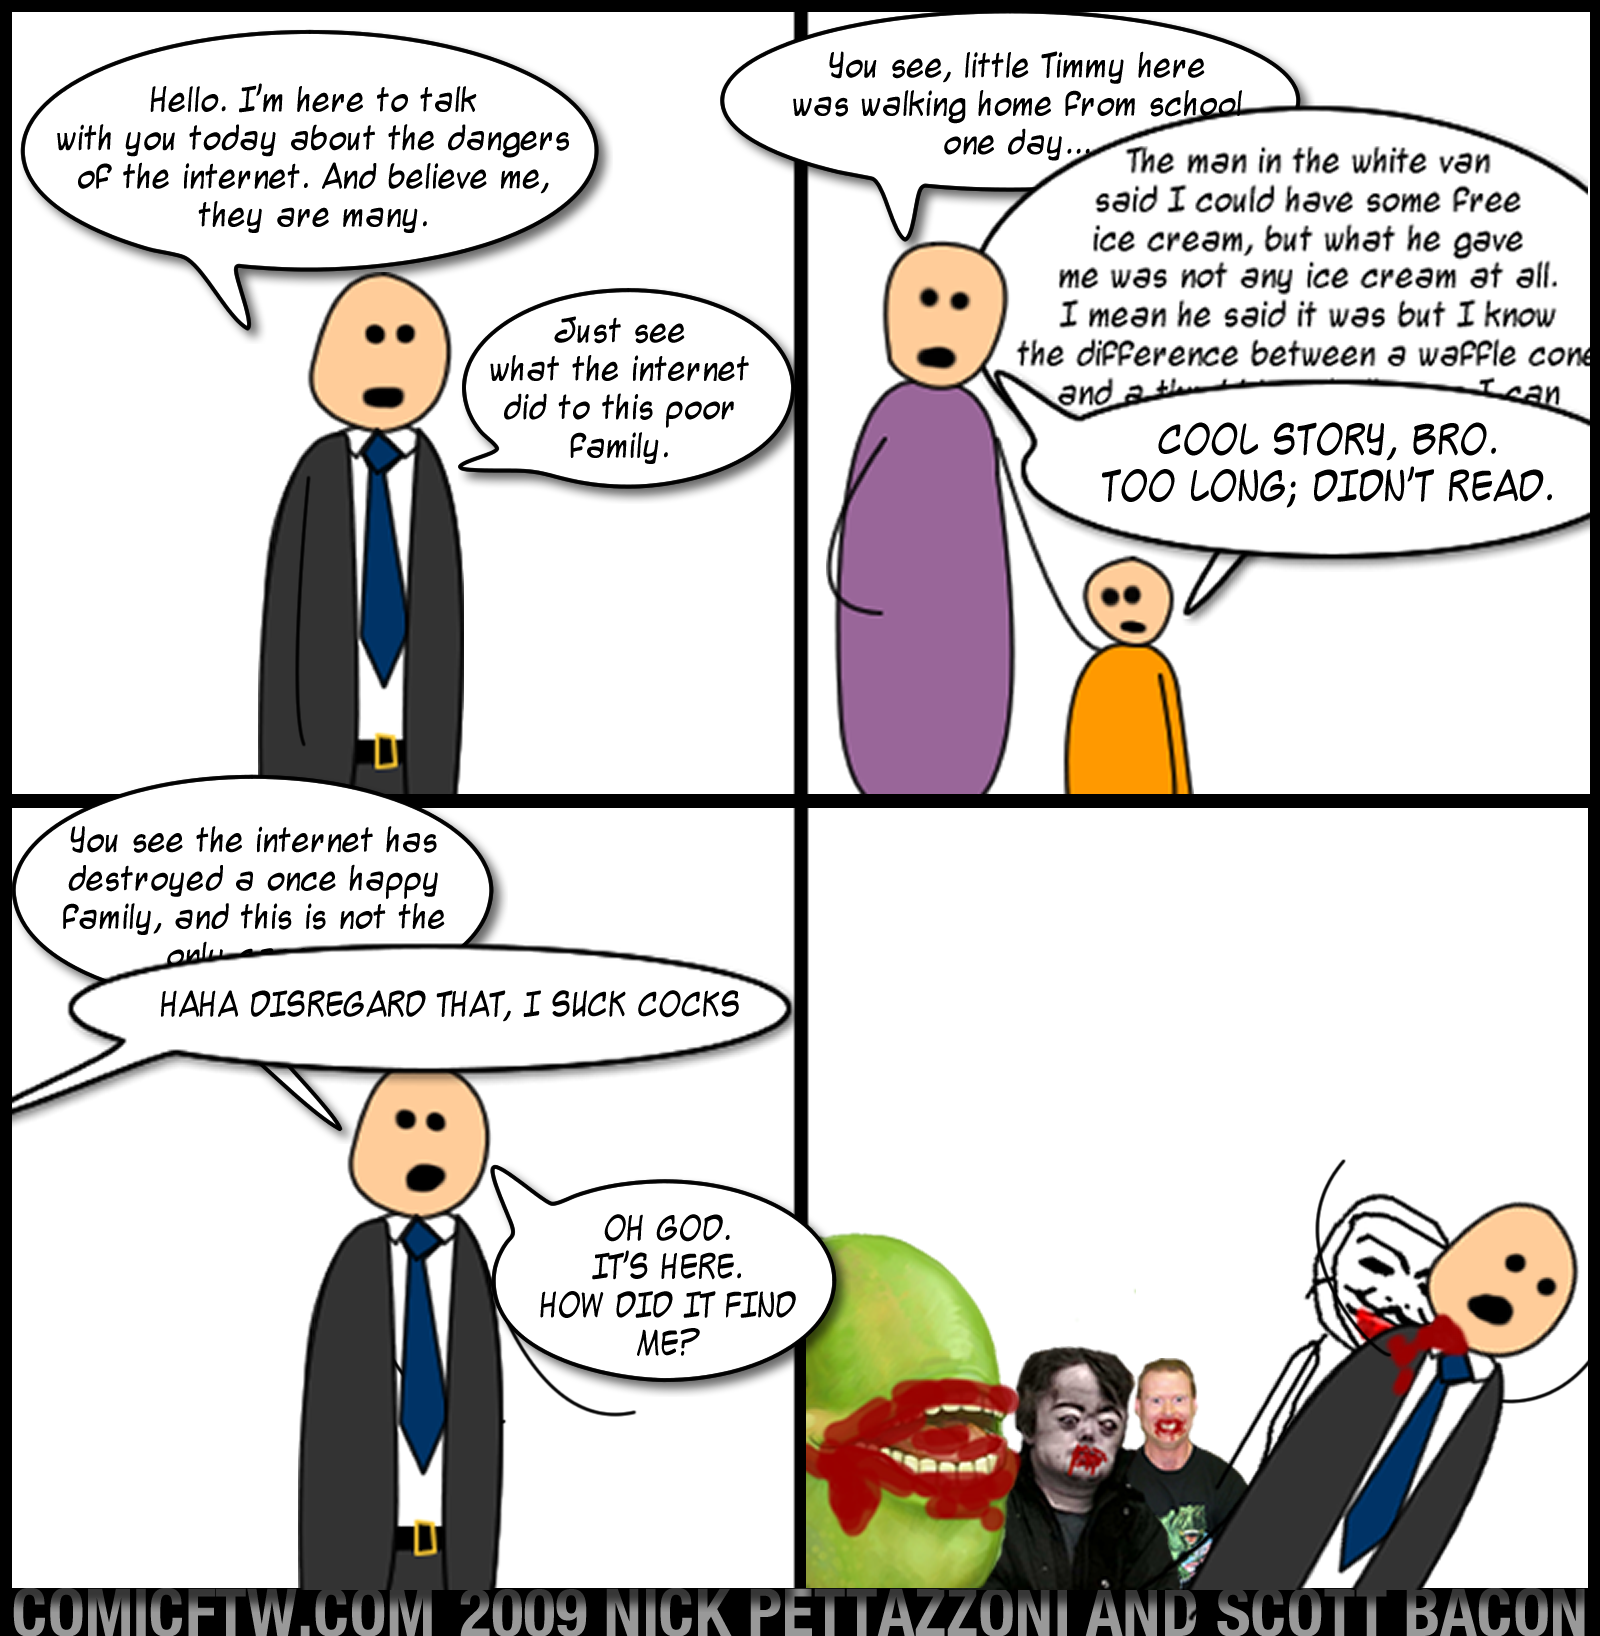 Hello. I'm here to talk
with you today about the dangers
of the internet. And believe me,
they are many.
Just see
what the internet
did to this poor
family.
You see, little Timmy here
was walking home from school
one day...
The man in the white van
said I could have some free
ice cream, but what he gave
me was not any ice cream at all.
I mean he said it was but I know
the difference between a waffle cone
and a I can
COOL STORY, BRO.
TOO LONG; DIDN'T READ.
You see the internet has
destroyed a once happy
family, and this is not the
only
HAHA DISREGARD THAT, I SUCK COCKS
OH GOD.
IT'S HERE.
HOW DID IT FIND
ME?
COMICFTW.COM 2009 NICK PETTAZZONI AND SCOTT BACON